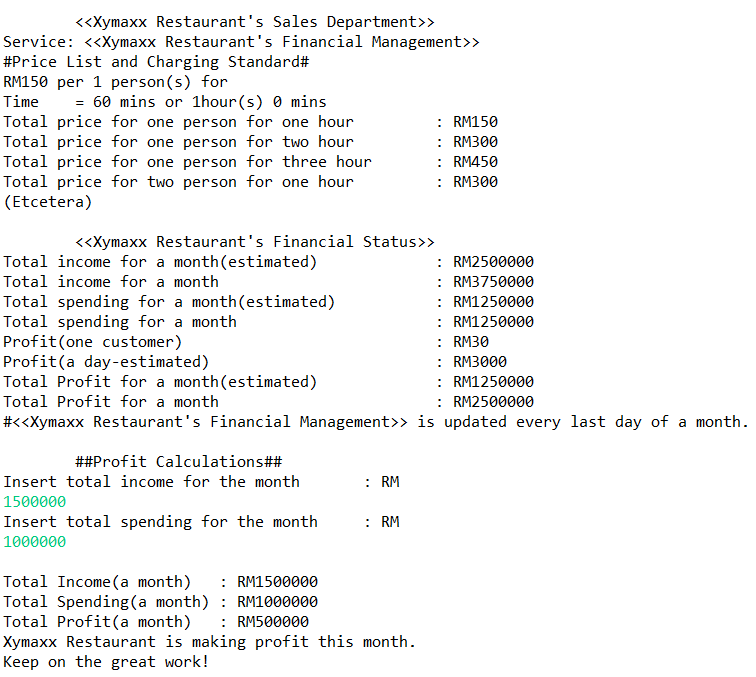 <<Xymaxx Restaurant's Sales Department>>
Service: <<Xymaxx Restaurant's Financial Management>>
#Price List and Charging Standard#
RM150 per 1 person(s) for
Time    = 60 mins or 1hour(s) 0 mins
Total price for one person for one hour         : RM150
Total price for one person for two hour         : RM300
Total price for one person for three hour       : RM450
Total price for two person for one hour         : RM300
(Etcetera)
<<Xymaxx Restaurant's Financial Status>>
Total income for a month(estimated)             : RM2500000
Total income for a month                        : RM3750000
Total spending for a month(estimated)           : RM1250000
Total spending for a month                      : RM1250000
Profit(one customer)                            : RM30
Profit(a day-estimated)                         : RM3000
Total Profit for a month(estimated)             : RM1250000
Total Profit for a month                        : RM2500000
#<<Xymaxx Restaurant's Financial Management>> is updated every last day of a month.
##Profit Calculations##
Insert total income for the month       : RM
1500000
Insert total spending for the month     : RM
1000000
Total Income(a month)   : RM1500000
Total Spending(a month) : RM1000000
Total Profit(a month)   : RM500000
Xymaxx Restaurant is making profit this month.
Keep on the great work!